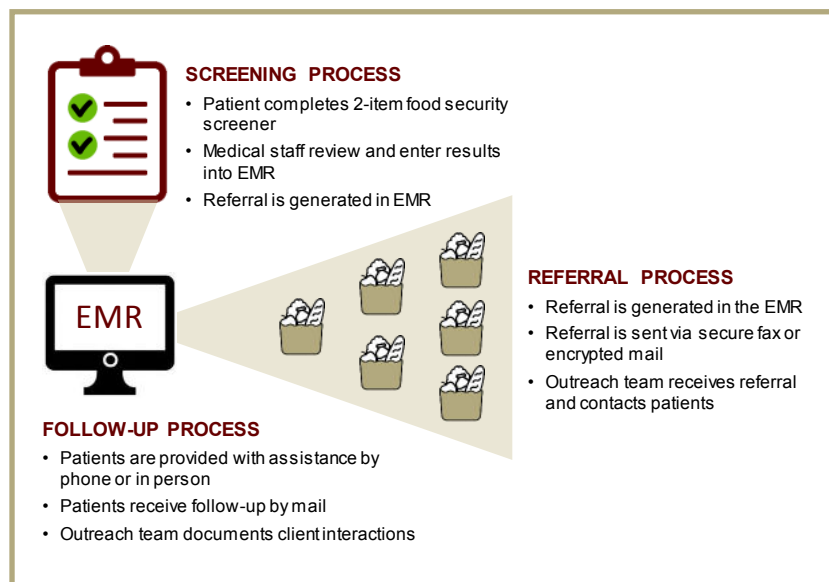 SCREENING PROCESS
• Patient completes 2-item food security
screener
• Medical staff review and enter results
into EMR
• Referral is generated in EMR
EMR
REFERRAL PROCESS
• Referral is generated in the EMR
• Referral is sent via secure fax or
encrypted mail
• Outreach team receives referral
and contacts patients
FOLLOW-UP PROCESS
• Patients are provided with assistance by
phone or in person
• Patients receive follow-up by mail
• Outreach team documents client interactions